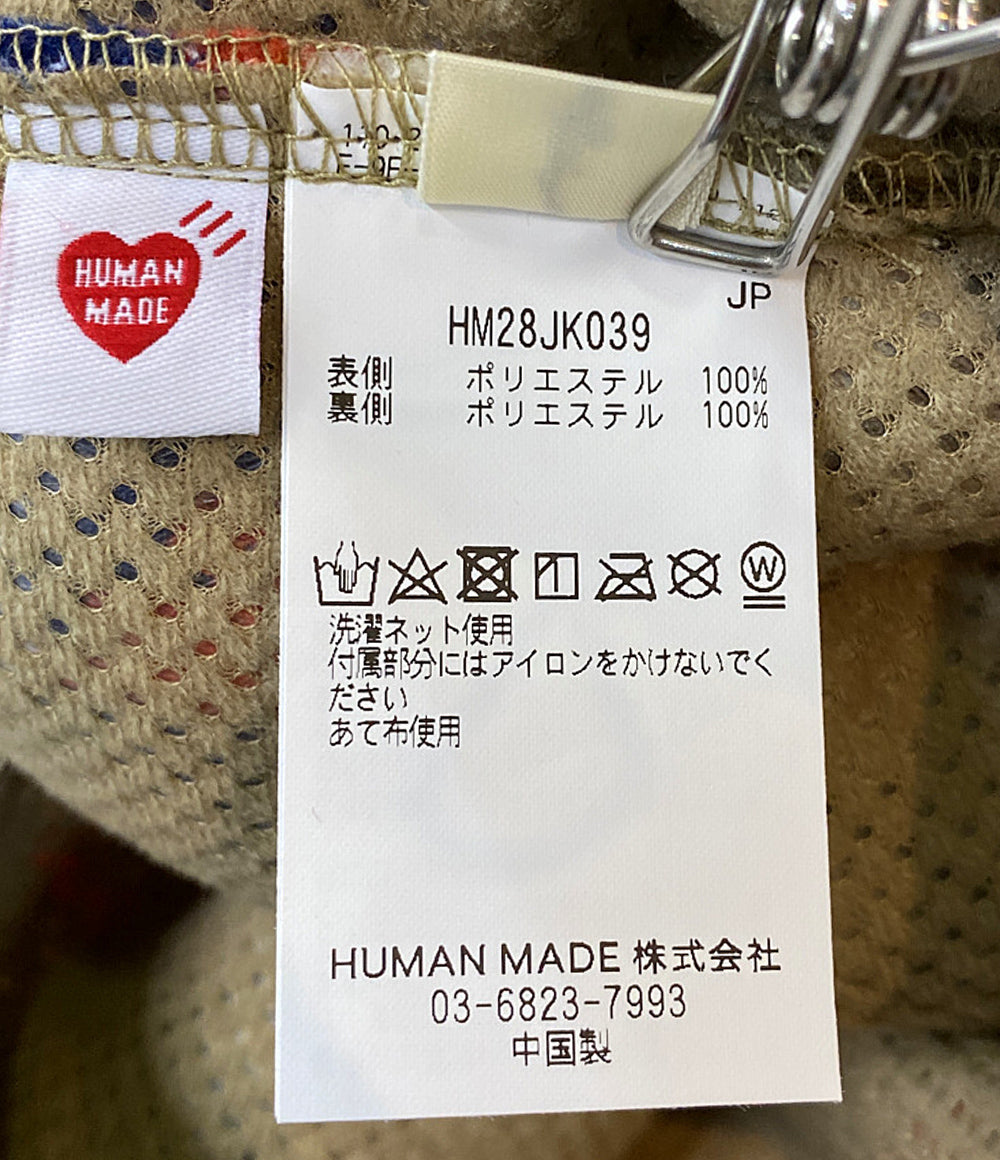 HUMAN
MADE
JP
HM28JK039
表側 ポリエステル 100%
裏側 ポリエステル 100%
W
洗濯ネット使用
付属部分にはアイロンをかけないでく
ださい
あて布使用
HUMAN MADE 株式会社
03-6823-7993
中国製